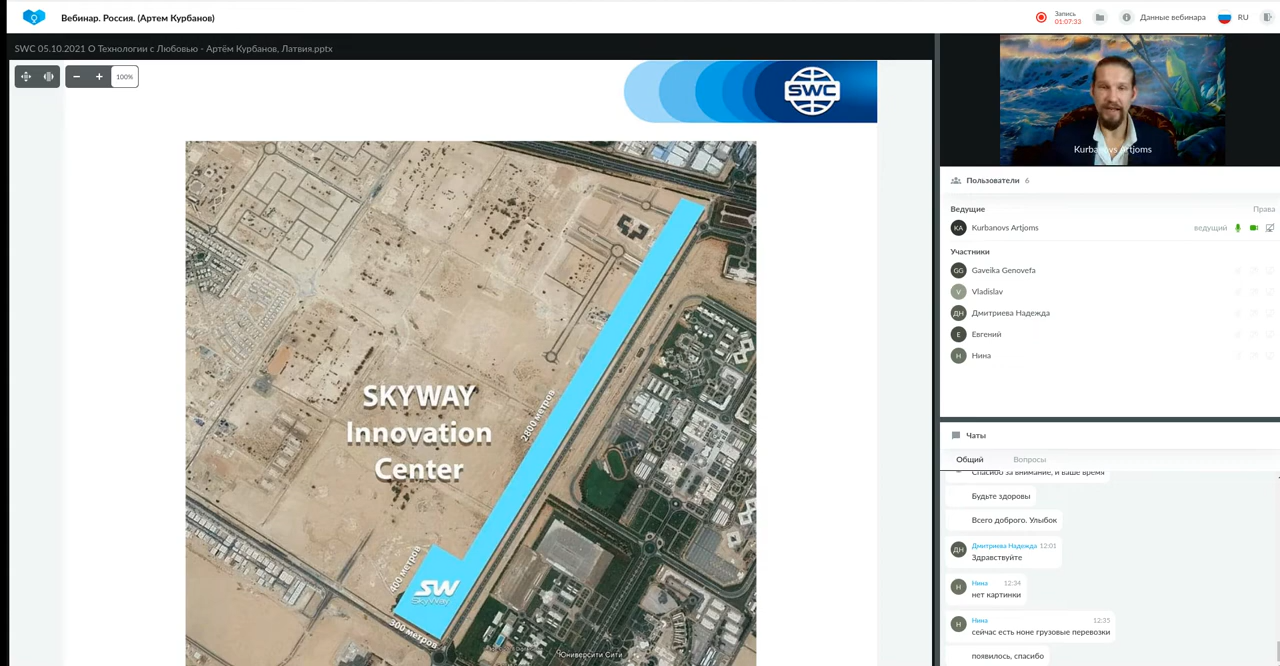 Вебинар. Россия. (Артем Курбанов)
Запись
01:07:33
Данные вебинара
RU
SWC 05.10.2021 О Технологии с Любовью - Артём Курбанов, Латвия.pptx
100%
SWC
SKYWAY
Innovation
Center
2800 метров
400 метров
300 метров
SW
SkyWay
Юниверсити Сити
Kurbanovs Artjoms
Пользователи 6
Ведущие
Права
KA
Kurbanovs Artjoms
ведущий
Участники
GG
Gaveika Genovefa
V
Vladislav
ДН
Дмитриева Надежда
Е
Евгений
Н
Нина
Чаты
Общий
Вопросы
Спасибо за внимание, и ваше время
Будьте здоровы
Всего доброго. Улыбок
ДН
Дмитриева Надежда 12:01
Здравствуйте
Н
Нина 12:34
нет картинки
Н
Нина 12:35
сейчас есть ноне грузовые перевозки
появилось, спасибо